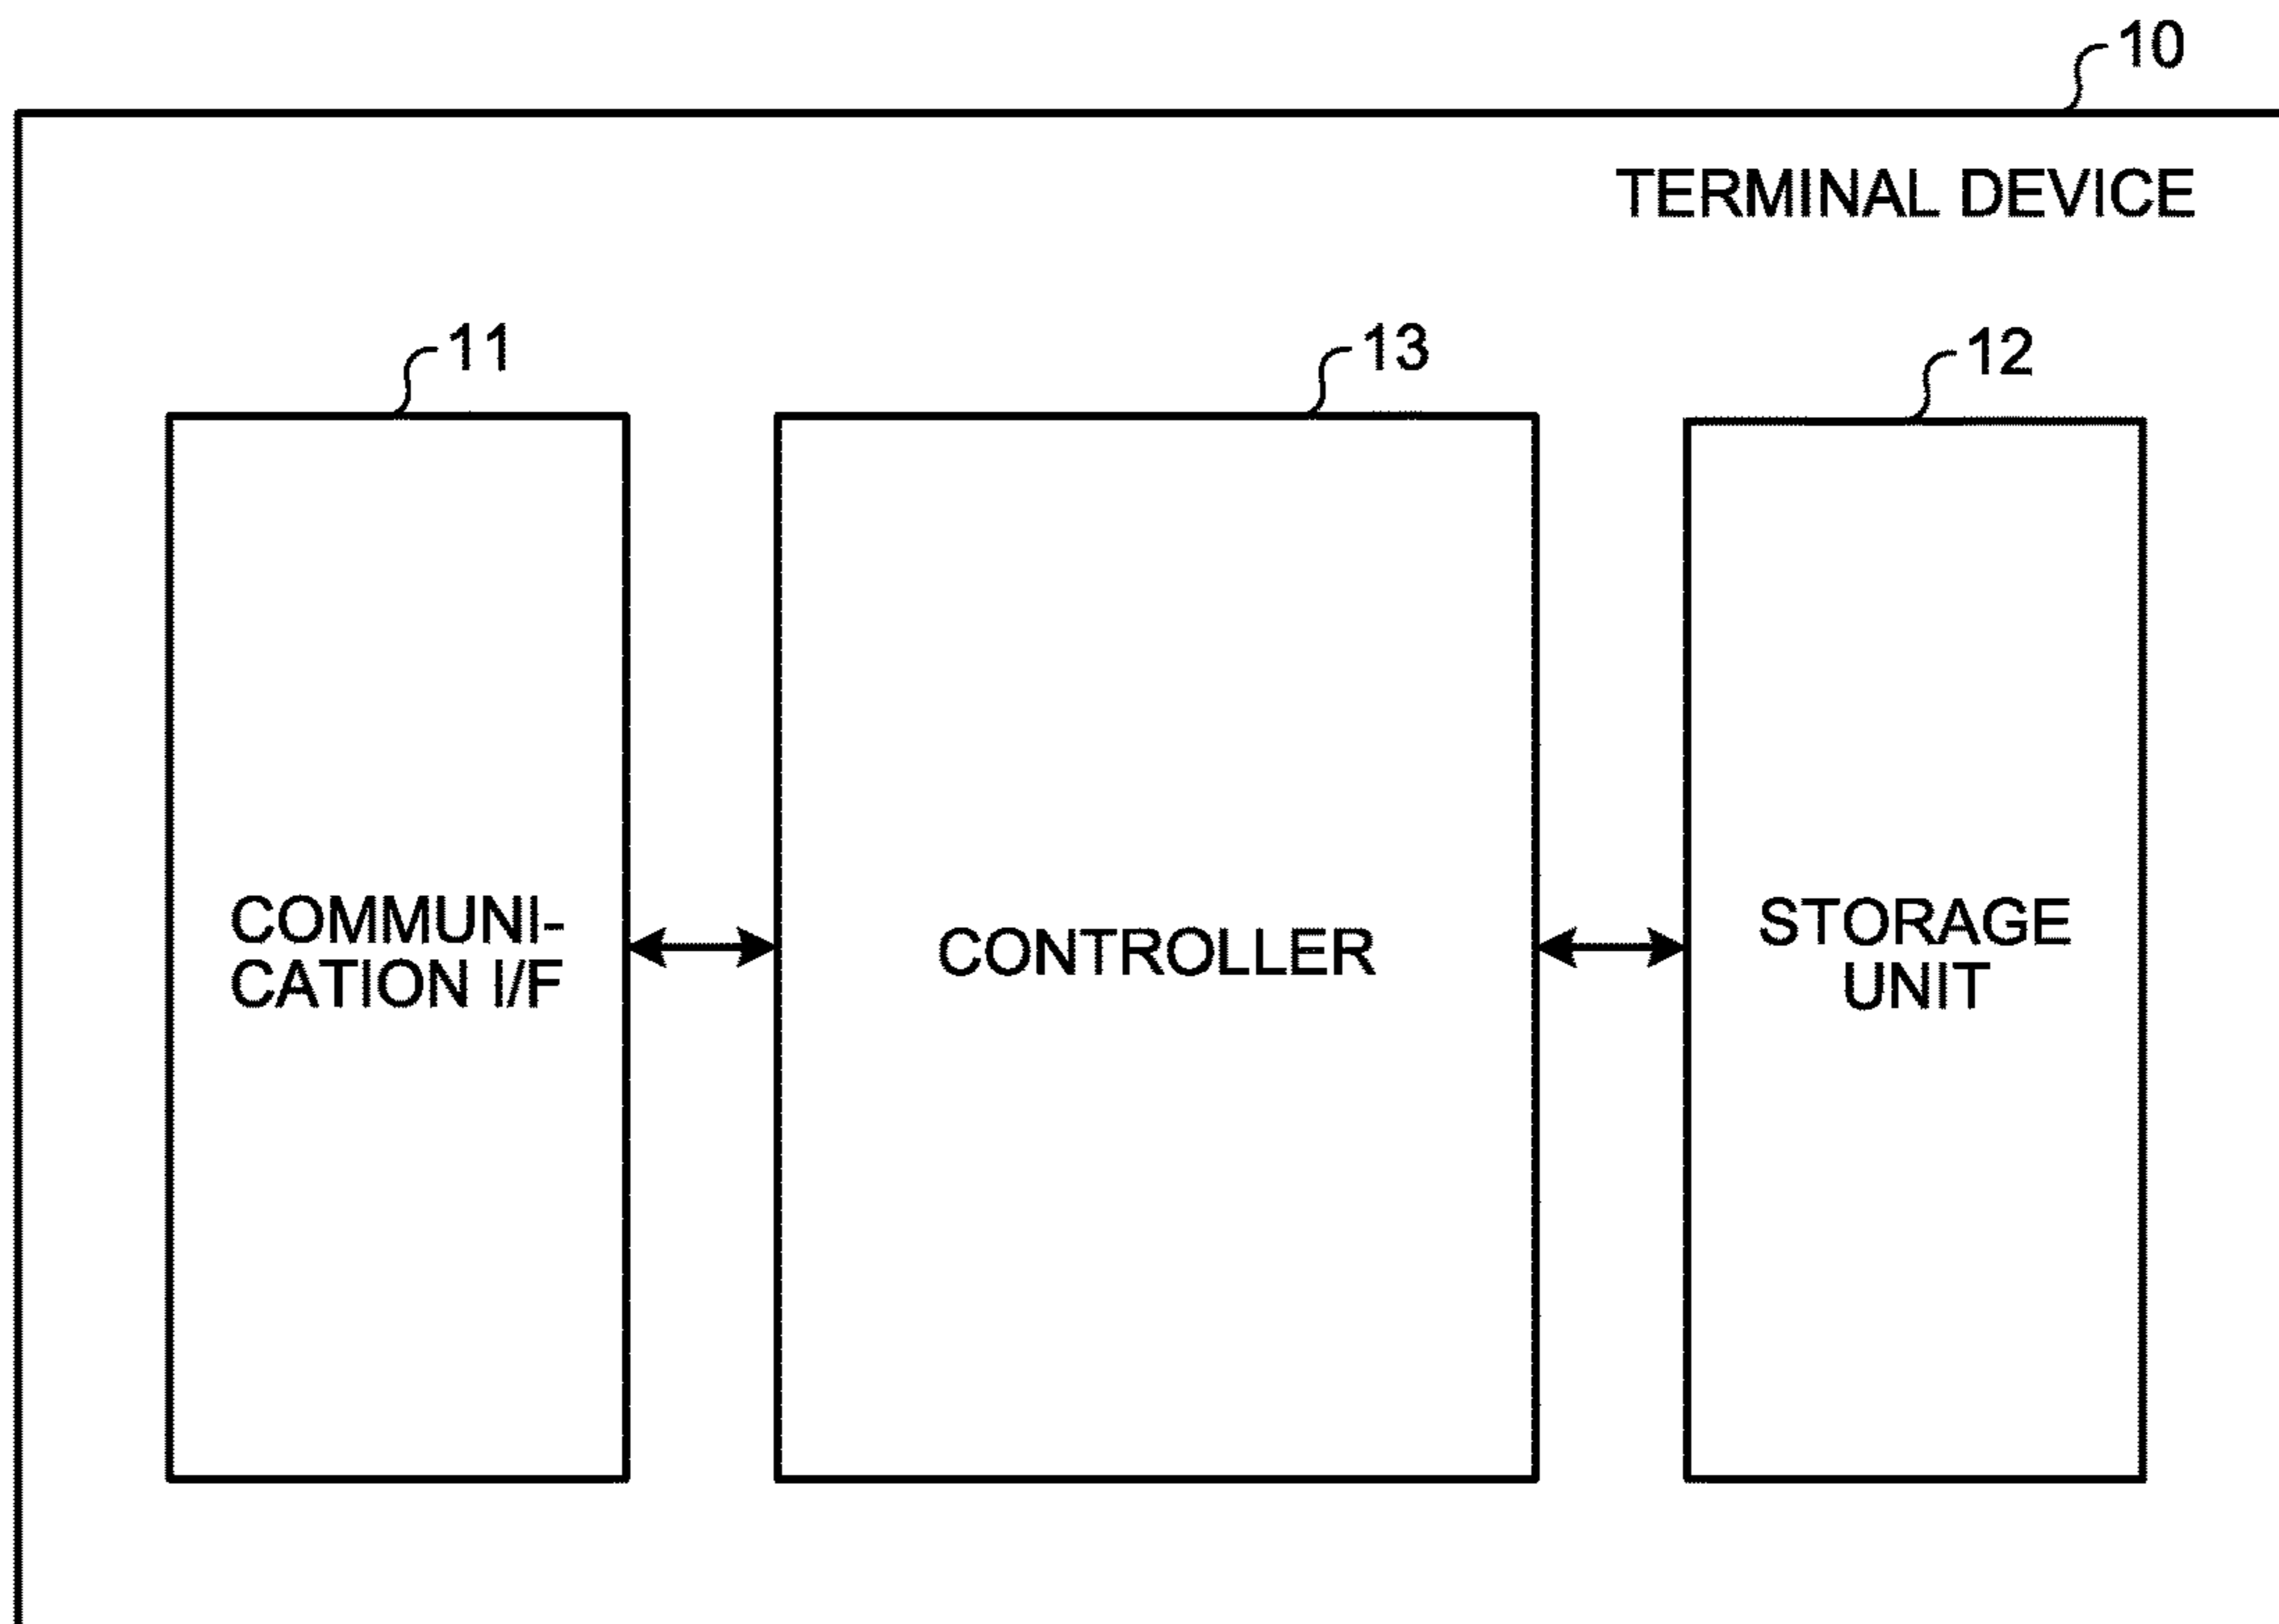 10
TERMINAL DEVICE
11
13
12
COMMUNI-
CATION I/F
CONTROLLER
STORAGE
UNIT